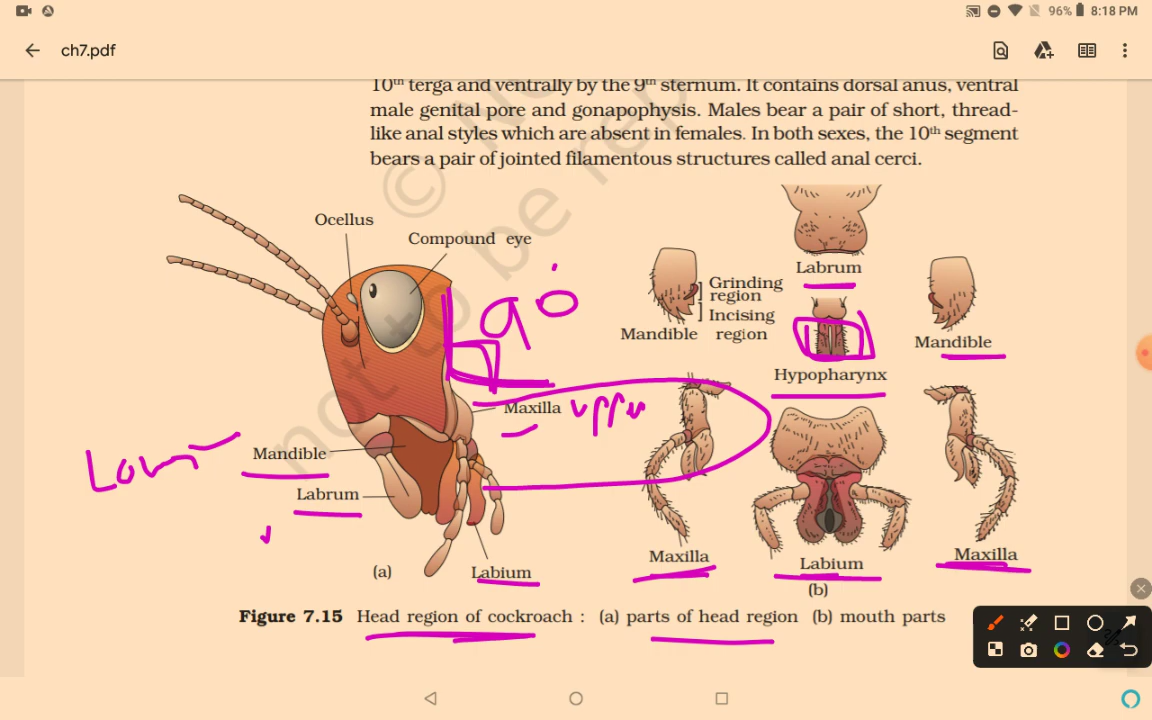 96% 8:18 PM
ch7.pdf
10th terga and ventrally by the 9th sternum. It contains dorsal anus, ventral
male genital pore and gonapophysis. Males bear a pair of short, thread-
like anal styles which are absent in females. In both sexes, the 10th segment
bears a pair of jointed filamentous structures called anal cerci.
Ocellus
Compound eye
90
Maxilla
Mandible
Labrum
Labium
(a)
Labrum
Grinding
region
Incising
region
Mandible
Mandible
Hypopharynx
Maxilla
Labium
Maxilla
(b)
Figure 7.15 Head region of cockroach : (a) parts of head region (b) mouth parts